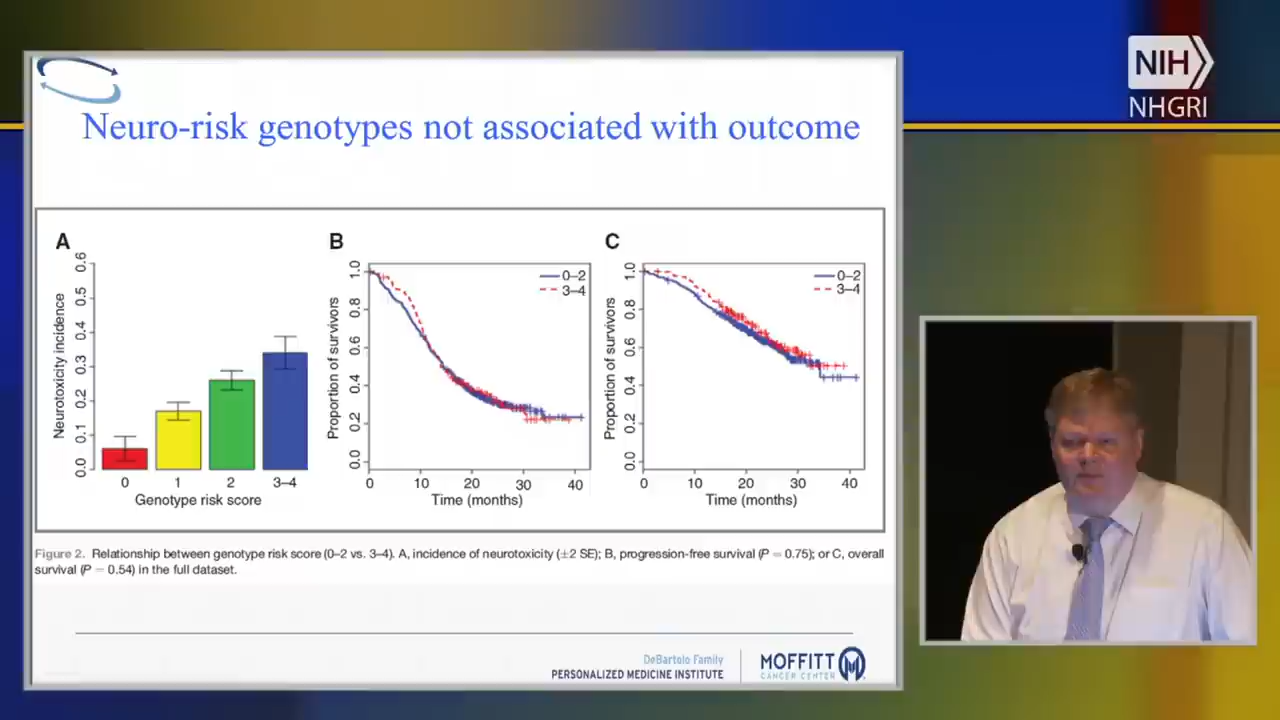 NIH
NHGRI
Neuro-risk genotypes not associated with outcome
A
Neurotoxicity incidence
0.6
0.5
0.4
0.3
0.2
0.1
0.0
0 1 2 3–4
Genotype risk score
B
Proportion of survivors
1.0
0.8
0.6
0.4
0.2
0.0
0–2
3–4
0 10 20 30 40
Time (months)
C
Proportion of survivors
1.0
0.8
0.6
0.4
0.2
0.0
0–2
3–4
0 10 20 30 40
Time (months)
Figure 2. Relationship between genotype risk score (0–2 vs. 3–4). A, incidence of neurotoxicity (±2 SE); B, progression-free survival (P = 0.75); or C, overall
survival (P = 0.54) in the full dataset.
DeBartolo Family
PERSONALIZED MEDICINE INSTITUTE
MOFFITT
CANCER CENTER